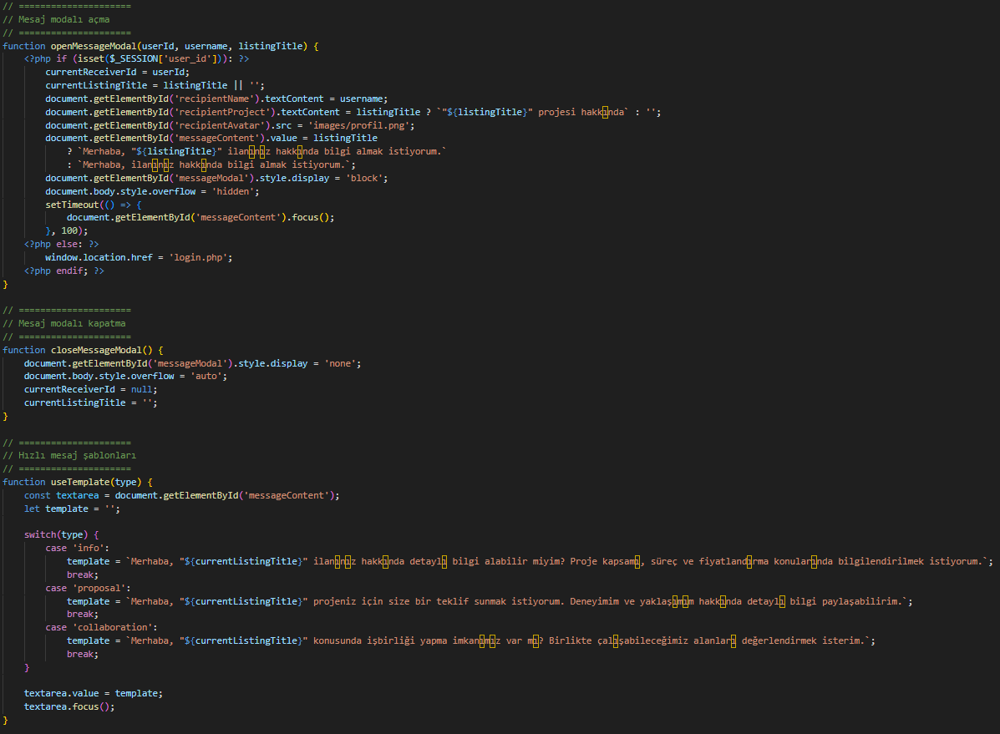 // =====================
// Mesaj modalı açma
// =====================
function openMessageModal(userId, username, listingTitle) {
    <?php if (isset($_SESSION['user_id'])): ?>
        currentReceiverId = userId;
        currentListingTitle = listingTitle || '';
        document.getElementById('recipientName').textContent = username;
        document.getElementById('recipientProject').textContent = listingTitle ? `"${listingTitle}" projesi hakkında` : '';
        document.getElementById('recipientAvatar').src = 'images/profil.png';
        document.getElementById('messageContent').value = listingTitle
            ? `Merhaba, "${listingTitle}" ilanınız hakkında bilgi almak istiyorum.`
            : `Merhaba, ilanınız hakkında bilgi almak istiyorum.`;
        document.getElementById('messageModal').style.display = 'block';
        document.body.style.overflow = 'hidden';
        setTimeout(() => {
            document.getElementById('messageContent').focus();
        }, 100);
    <?php else: ?>
        window.location.href = 'login.php';
    <?php endif; ?>
}
// =====================
// Mesaj modalı kapatma
// =====================
function closeMessageModal() {
    document.getElementById('messageModal').style.display = 'none';
    document.body.style.overflow = 'auto';
    currentReceiverId = null;
    currentListingTitle = '';
}
// =====================
// Hızlı mesaj şablonları
// =====================
function useTemplate(type) {
    const textarea = document.getElementById('messageContent');
    let template = '';
    switch(type) {
        case 'info':
            template = `Merhaba, "${currentListingTitle}" ilanınız hakkında detaylı bilgi alabilir miyim? Proje kapsamı, süreç ve fiyatlandırma konularında bilgilendirilmek istiyorum.`;
            break;
        case 'proposal':
            template = `Merhaba, "${currentListingTitle}" projeniz için size bir teklif sunmak istiyorum. Deneyimim ve yaklaşımım hakkında detaylı bilgi paylaşabilirim.`;
            break;
        case 'collaboration':
            template = `Merhaba, "${currentListingTitle}" konusunda işbirliği yapma imkanımız var mı? Birlikte çalışabileceğimiz alanları değerlendirmek isterim.`;
            break;
    }
    textarea.value = template;
    textarea.focus();
}